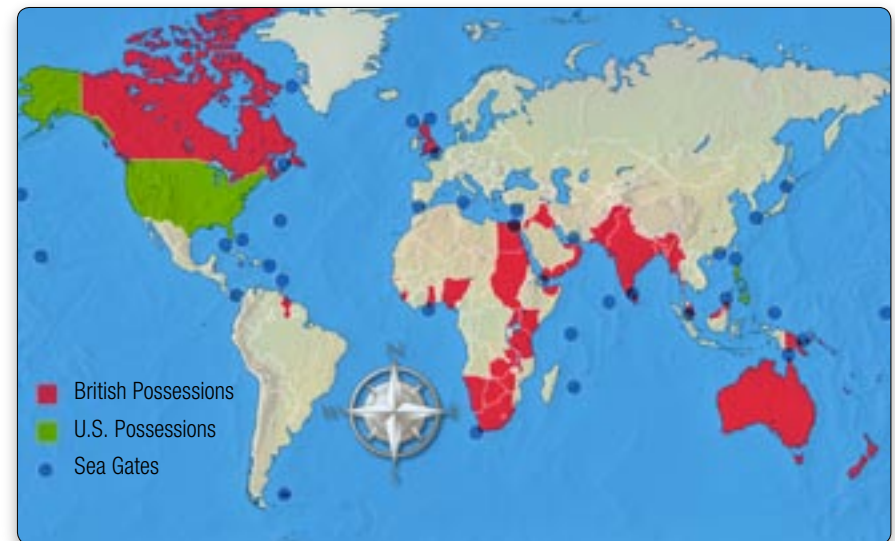 N
W E
S
British Possessions
U.S. Possessions
Sea Gates